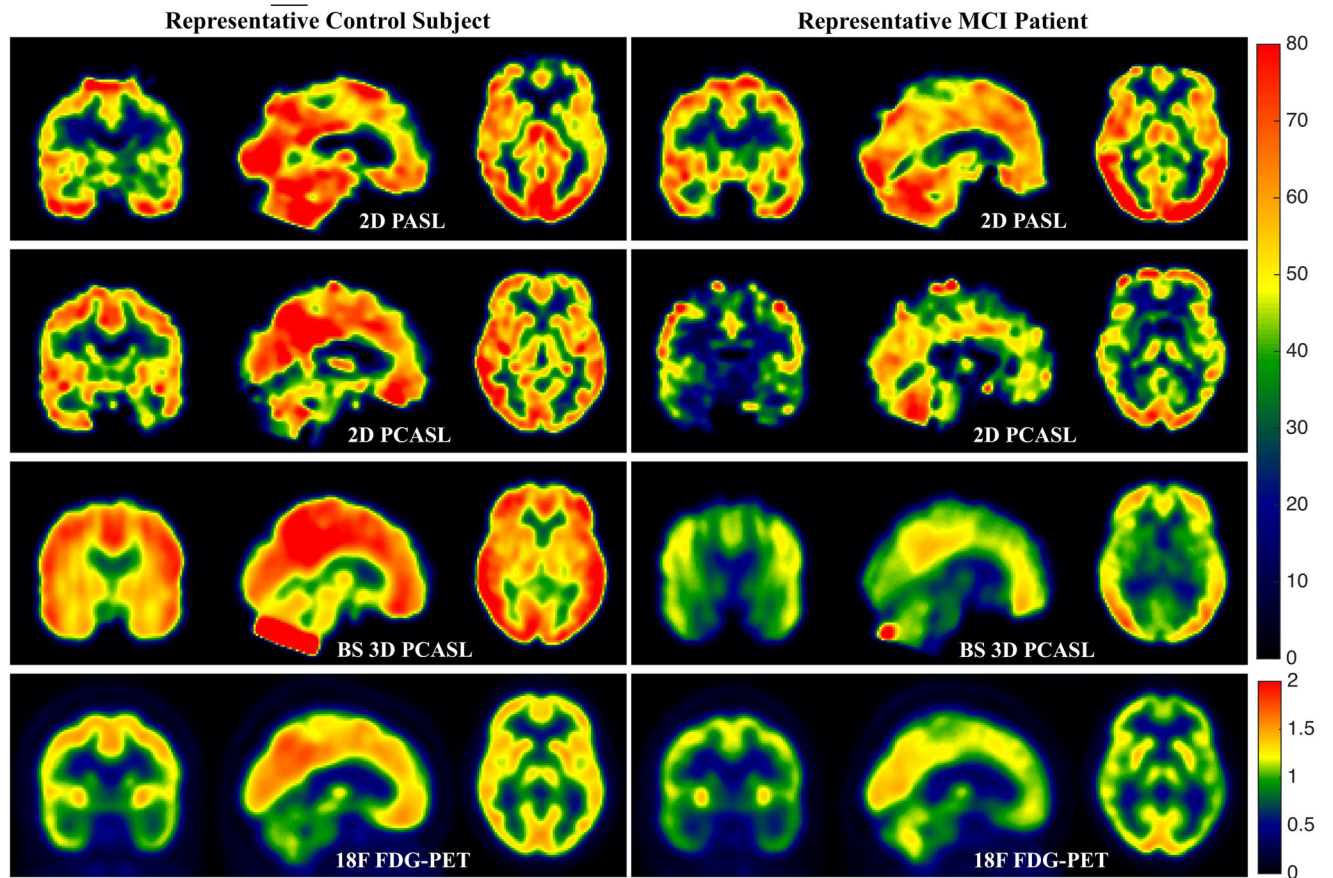 Representative Control Subject
Representative MCI Patient
2D PASL
2D PASL
80
70
60
50
40
30
20
10
0
2D PCASL
2D PCASL
BS 3D PCASL
BS 3D PCASL
18F FDG-PET
18F FDG-PET
2
1.5
1
0.5
0